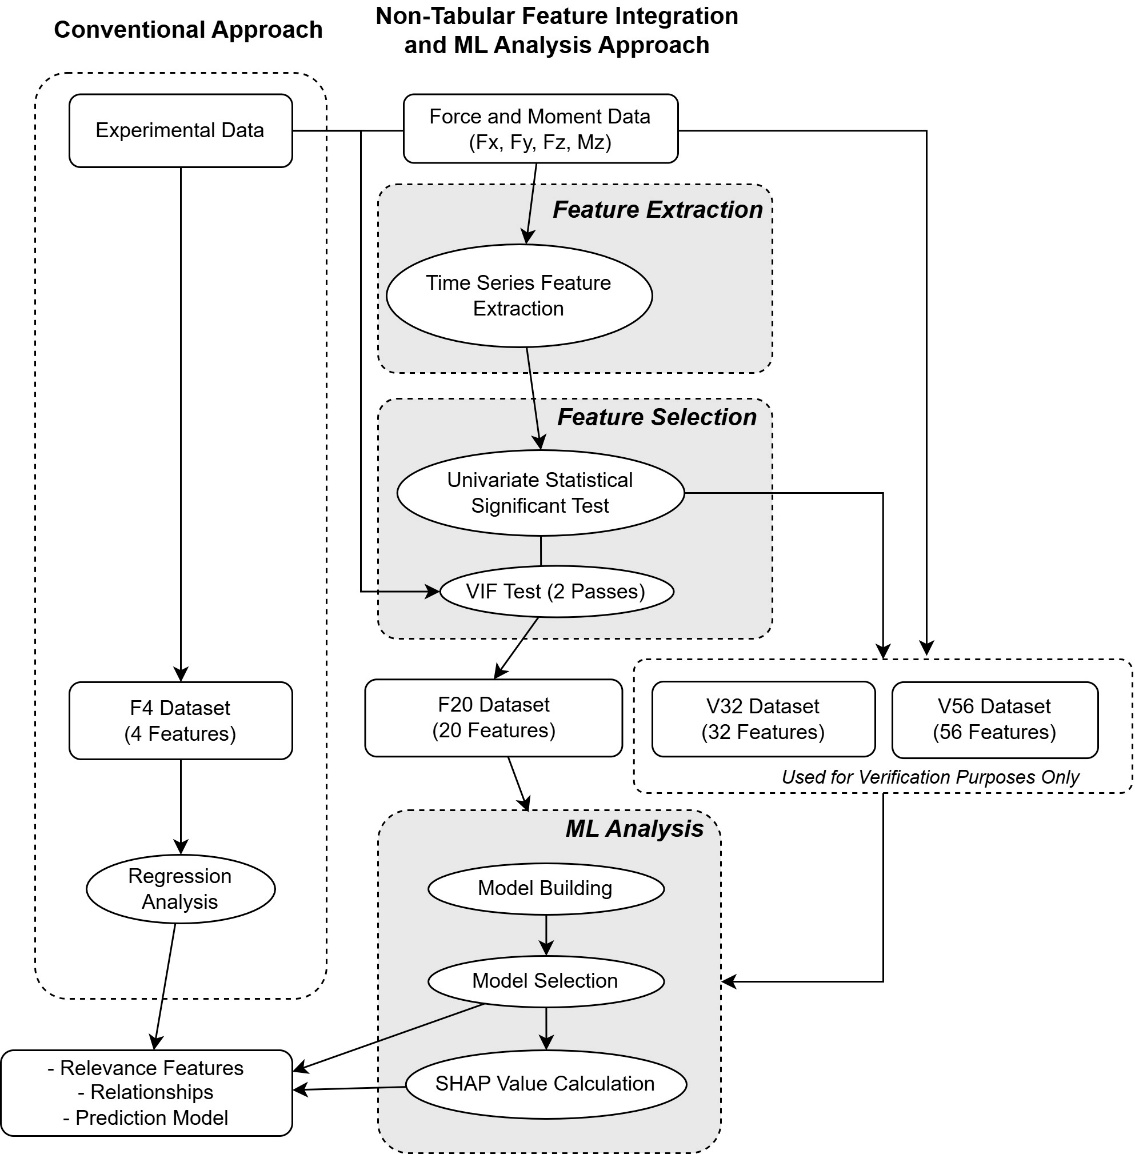 Conventional Approach
Non-Tabular Feature Integration
and ML Analysis Approach
Experimental Data
Force and Moment Data
(Fx, Fy, Fz, Mz)
Feature Extraction
Time Series Feature
Extraction
Feature Selection
Univariate Statistical
Significant Test
VIF Test (2 Passes)
F4 Dataset
(4 Features)
F20 Dataset
(20 Features)
V32 Dataset
(32 Features)
V56 Dataset
(56 Features)
Used for Verification Purposes Only
ML Analysis
Regression
Analysis
Model Building
Model Selection
SHAP Value Calculation
- Relevance Features
- Relationships
- Prediction Model